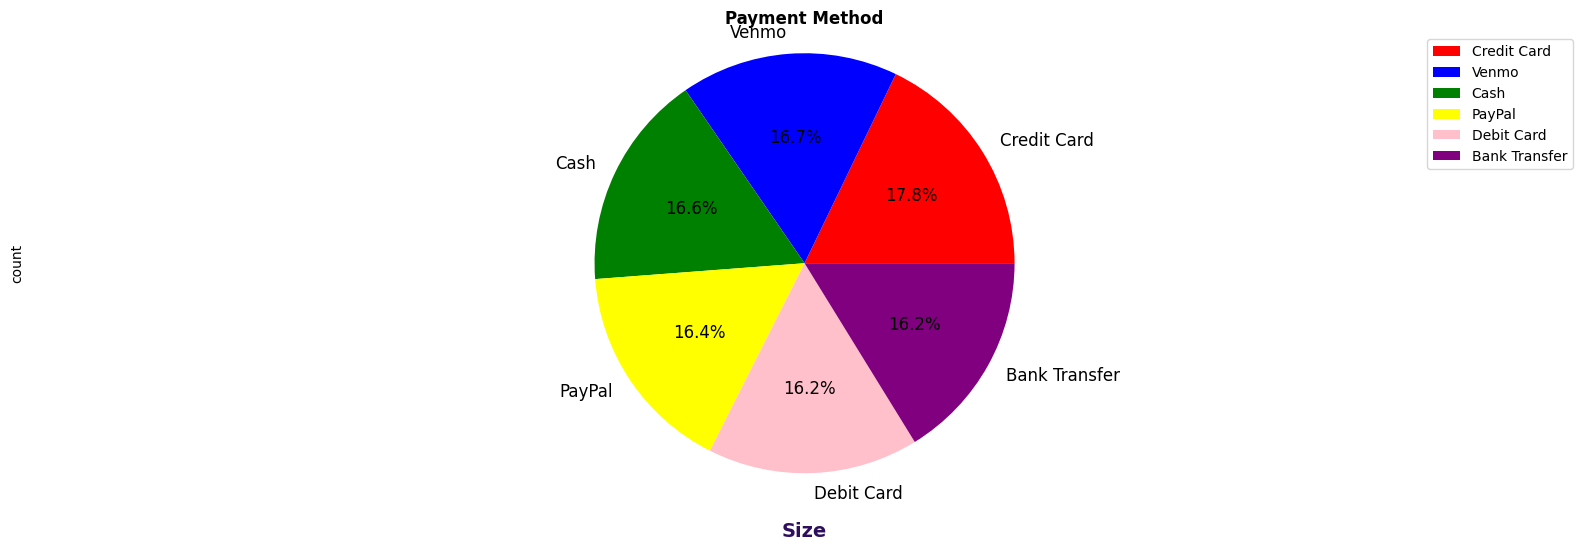 Payment Method
Venmo
Credit Card
Cash
PayPal
Debit Card
Bank Transfer
16.7%
17.8%
16.6%
16.4%
16.2%
16.2%
count
Size
Credit Card
Venmo
Cash
PayPal
Debit Card
Bank Transfer